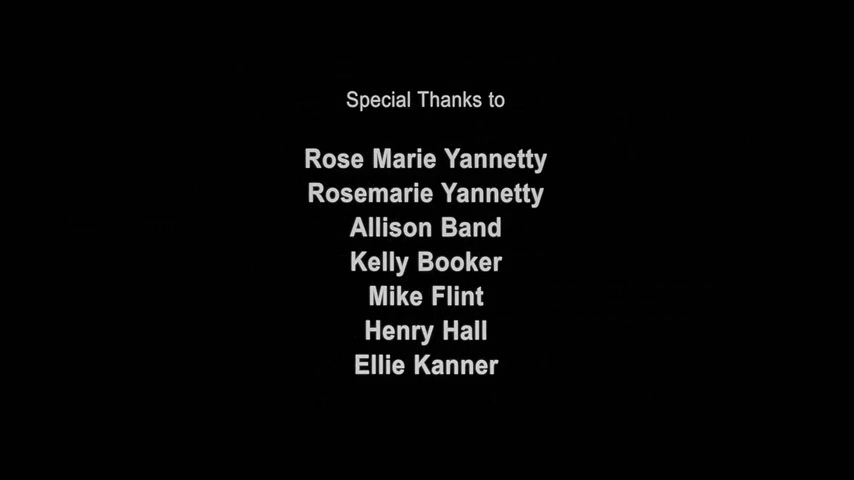 Special Thanks to
Rose Marie Yannetty
Rosemarie Yannetty
Allison Band
Kelly Booker
Mike Flint
Henry Hall
Ellie Kanner